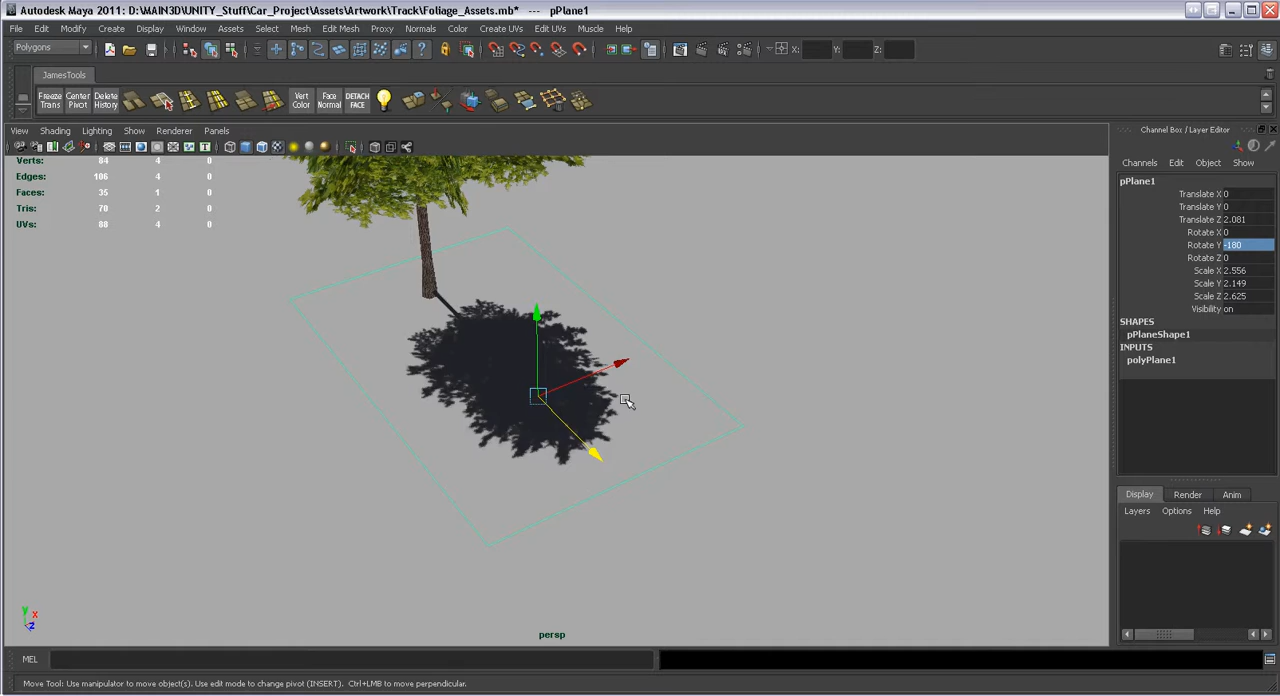 Autodesk Maya 2011: D:\MAIN3D\UNITY_Stuff\Car_Project\Assets\Artwork\Track\Foliage_Assets.mb* --- pPlane1
File Edit Modify Create Display Window Assets Select Mesh Edit Mesh Proxy Normals Color Create UVs Edit UVs Muscle Help
Polygons X: Y: Z:
JamesTools
Freeze Trans Center Pivot Delete History Vert Color Face Normal DETACH FACE
View Shading Lighting Show Renderer Panels
Channel Box / Layer Editor
Channels Edit Object Show
Verts: 84 4 0
Edges: 106 4 0
Faces: 35 1 0
Tris: 70 2 0
UVs: 88 4 0
pPlane1
Translate X 0
Translate Y 0
Translate Z 2.081
Rotate X 0
Rotate Y -180
Rotate Z 0
Scale X 2.556
Scale Y 2.149
Scale Z 2.625
Visibility on
SHAPES
pPlaneShape1
INPUTS
polyPlane1
Display Render Anim
Layers Options Help
y x
z
persp
MEL
Move Tool: Use manipulator to move object(s). Use edit mode to change pivot (INSERT). Ctrl+LMB to move perpendicular.